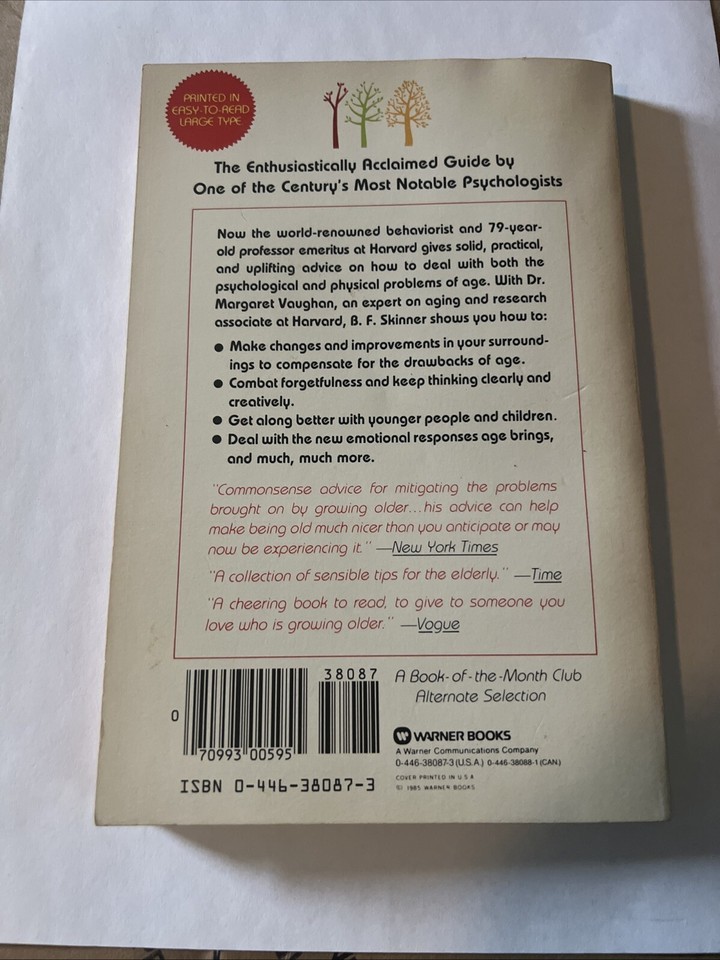 PRINTED IN
EASY-TO-READ
LARGE TYPE
The Enthusiastically Acclaimed Guide by
One of the Century's Most Notable Psychologists
Now the world-renowned behaviorist and 79-year-
old professor emeritus at Harvard gives solid, practical,
and uplifting advice on how to deal with both the
psychological and physical problems of age. With Dr.
Margaret Vaughan, an expert on aging and research
associate at Harvard, B. F. Skinner shows you how to:
● Make changes and improvements in your surround-
ings to compensate for the drawbacks of age.
● Combat forgetfulness and keep thinking clearly and
creatively.
● Get along better with younger people and children.
● Deal with the new emotional responses age brings,
and much, much more.
"Commonsense advice for mitigating the problems
brought on by growing older...his advice can help
make being old much nicer than you anticipate or may
now be experiencing it." —New York Times
"A collection of sensible tips for the elderly." —Time
"A cheering book to read, to give to someone you
love who is growing older." —Vogue
38087
0
70993 00595
ISBN 0-446-38087-3
A Book-of-the-Month Club
Alternate Selection
W WARNER BOOKS
A Warner Communications Company
0-446-38087-3 (U.S.A.) 0-446-38088-1 (CAN.)
COVER PRINTED IN U S A
© 1985 WARNER BOOKS